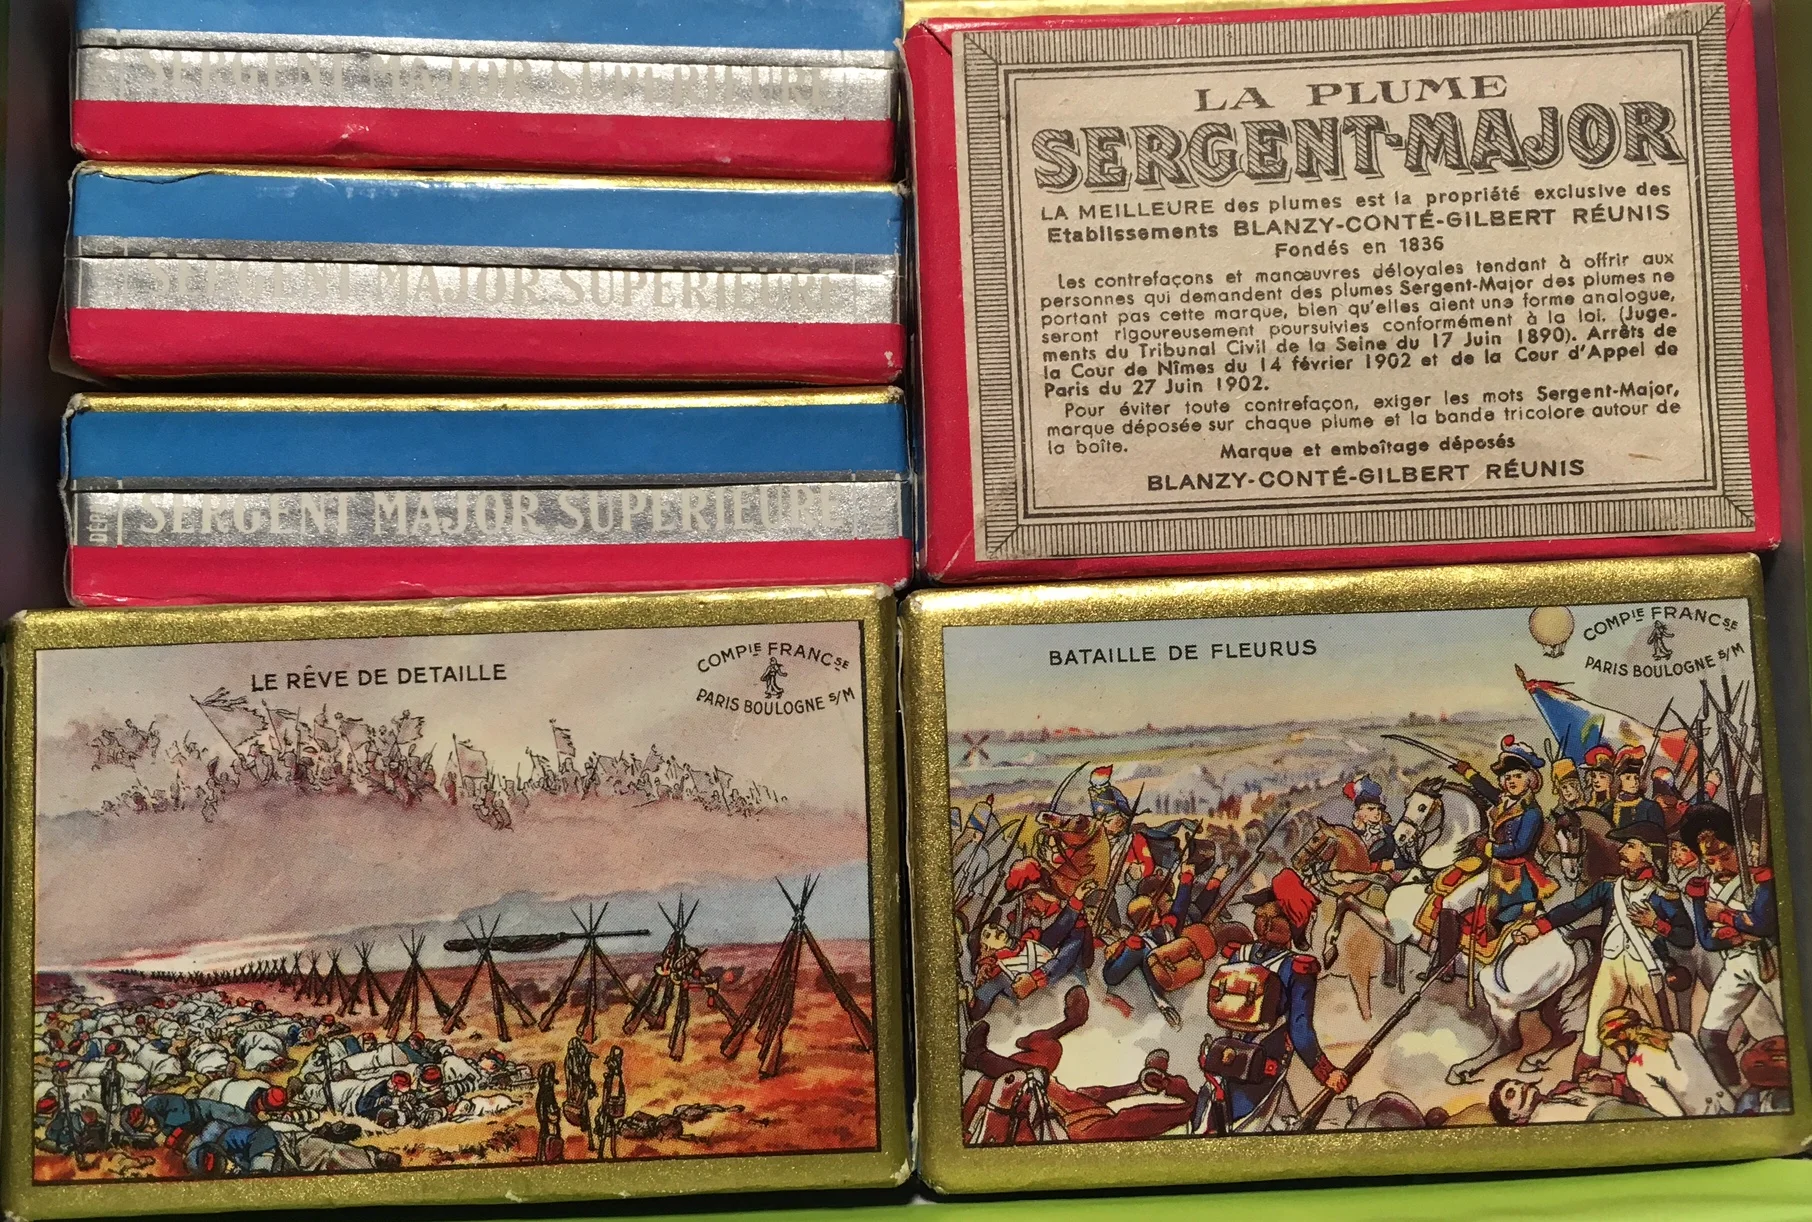 SERGENT MAJOR SUPERIEURE
SERGENT MAJOR SUPERIEURE
SERGENT MAJOR SUPERIEURE
LA PLUME
SERGENT-MAJOR
LA MEILLEURE des plumes est la propriété exclusive des
Etablissements BLANZY-CONTÉ-GILBERT RÉUNIS
Fondés en 1836
Les contrefaçons et manœuvres déloyales tendant à offrir aux
personnes qui demandent des plumes Sergent-Major des plumes ne
portant pas cette marque, bien qu'elles aient une forme analogue,
seront rigoureusement poursuivies conformément à la loi. (Juge-
ments du Tribunal Civil de la Seine du 17 Juin 1890). Arrêts de
la Cour de Nîmes du 14 février 1902 et de la Cour d'Appel de
Paris du 27 Juin 1902.
Pour éviter toute contrefaçon, exiger les mots Sergent-Major,
marque déposée sur chaque plume et la bande tricolore autour de
la boîte.
Marque et emboîtage déposés
BLANZY-CONTÉ-GILBERT RÉUNIS
LE RÊVE DE DETAILLE
COMPIE FRANCSE
PARIS BOULOGNE S/M
BATAILLE DE FLEURUS
COMPIE FRANCSE
PARIS BOULOGNE S/M